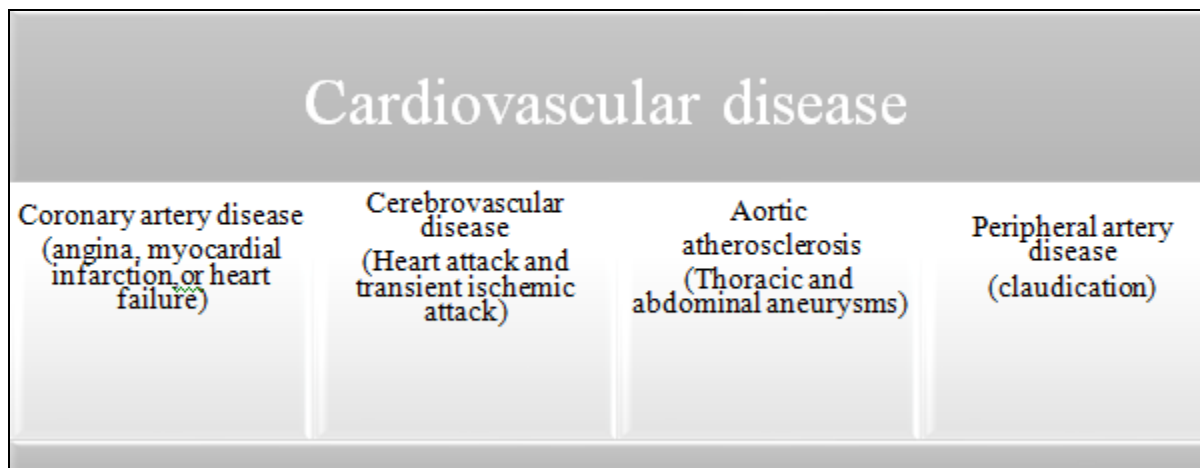 Cardiovascular disease
Coronary artery disease
(angina, myocardial
infarction or heart
failure)
Cerebrovascular
disease
(Heart attack and
transient ischemic
attack)
Aortic
atherosclerosis
(Thoracic and
abdominal aneurysms)
Peripheral artery
disease
(claudication)